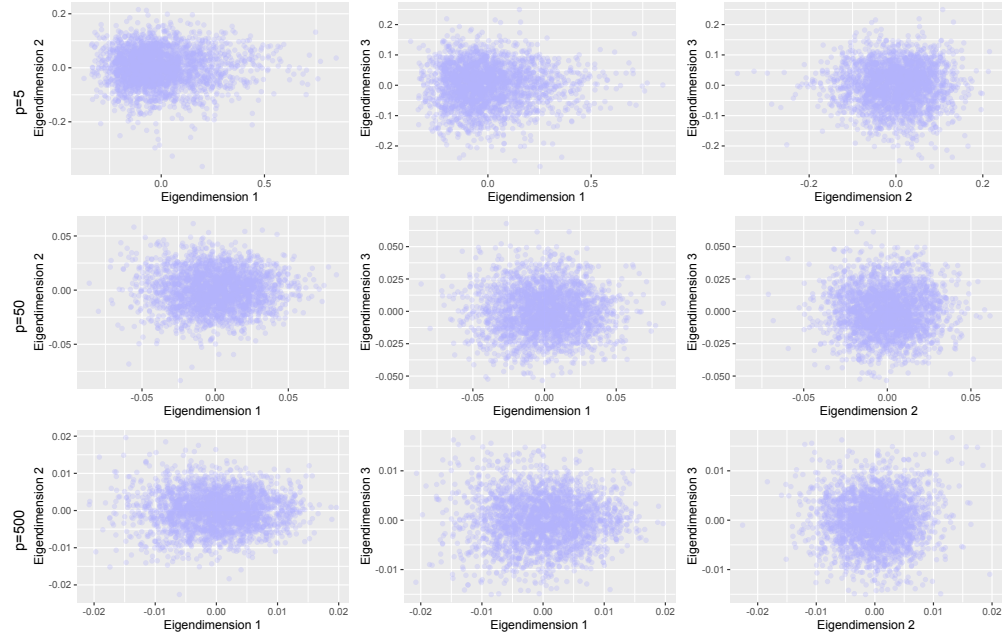 p=5
Eigendimension 2
0.2
0.0
-0.2
0.0 0.5
Eigendimension 1
Eigendimension 3
0.2
0.1
0.0
-0.1
-0.2
0.0 0.5
Eigendimension 1
Eigendimension 3
0.2
0.1
0.0
-0.1
-0.2
-0.2 0.0 0.2
Eigendimension 2
p=50
Eigendimension 2
0.05
0.00
-0.05
-0.05 0.00 0.05
Eigendimension 1
Eigendimension 3
0.050
0.025
0.000
-0.025
-0.050
-0.05 0.00 0.05
Eigendimension 1
Eigendimension 3
0.050
0.025
0.000
-0.025
-0.050
-0.05 0.00 0.05
Eigendimension 2
p=500
Eigendimension 2
0.02
0.01
0.00
-0.01
-0.02
-0.02 -0.01 0.00 0.01 0.02
Eigendimension 1
Eigendimension 3
0.01
0.00
-0.01
-0.02 -0.01 0.00 0.01 0.02
Eigendimension 1
Eigendimension 3
0.01
0.00
-0.01
-0.02 -0.01 0.00 0.01 0.02
Eigendimension 2